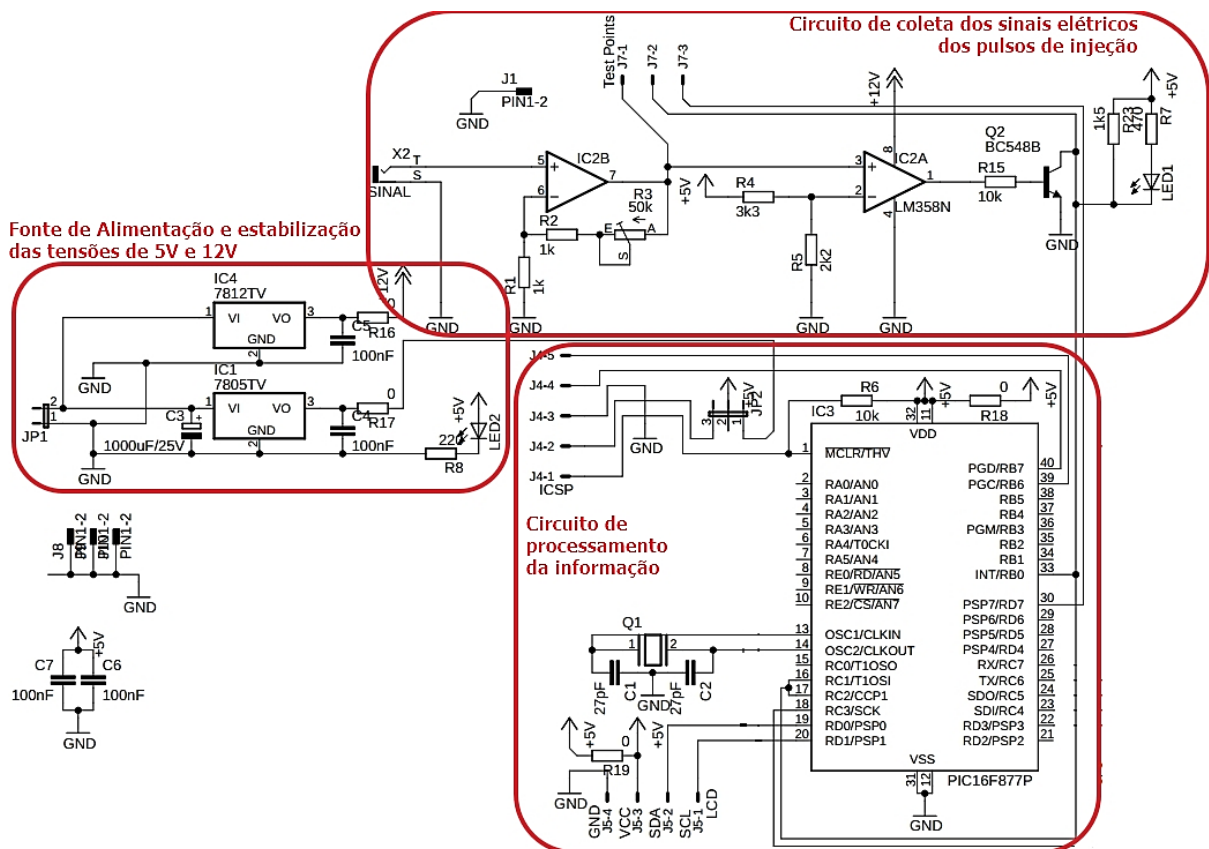 Circuito de coleta dos sinais elétricos
dos pulsos de injeção
Test Points
J7-1
J7-2
J7-3
J1
PIN1-2
GND
+12V
+5V
1k5
R23
470
R7
LED1
Q2
BC548B
X2
T
S
SINAL
5
6
7
IC2B
R3
50k
E
A
S
R2
1k
R1
1k
GND
GND
+5V
R4
3k3
R5
2k2
GND
3
2
8
1
4
IC2A
LM358N
GND
R15
10k
GND
Fonte de Alimentação e estabilização
das tensões de 5V e 12V
IC4
7812TV
1
VI
VO
3
GND
2
C5
100nF
R16
GND
IC1
7805TV
1
VI
VO
3
GND
2
0
R17
C4
100nF
2
1
JP1
C3
+
1000uF/25V
GND
220
R8
+5V
LED2
J8
PIN1-2
PIN1-2
GND
+5V
C7
C6
100nF
100nF
GND
J4-5
J4-4
J4-3
J4-2
J4-1
ICSP
GND
3
2
1
+5V
JP2
R6
10k
+5V
0
R18
+5V
IC3
32
11
VDD
Circuito de
processamento
da informação
1
MCLR/THV
2
RA0/AN0
3
RA1/AN1
4
RA2/AN2
5
RA3/AN3
6
RA4/T0CKI
7
RA5/AN4
8
RE0/RD/AN5
9
RE1/WR/AN6
10
RE2/CS/AN7
13
OSC1/CLKIN
14
OSC2/CLKOUT
15
RC0/T1OSO
16
RC1/T1OSI
17
RC2/CCP1
18
RC3/SCK
19
RD0/PSP0
20
RD1/PSP1
PGD/RB7
40
PGC/RB6
39
RB5
38
RB4
37
PGM/RB3
36
RB2
35
RB1
34
INT/RB0
33
PSP7/RD7
30
PSP6/RD6
29
PSP5/RD5
28
PSP4/RD4
27
RX/RC7
26
TX/RC6
25
SDO/RC5
24
SDI/RC4
23
RD3/PSP3
22
RD2/PSP2
21
VSS
31
12
PIC16F877P
GND
Q1
1
2
27pF
C1
GND
27pF
C2
+5V
0
+5V
R19
GND
GND
J5-4
VCC
J5-3
SDA
J5-2
SCL
J5-1
LCD